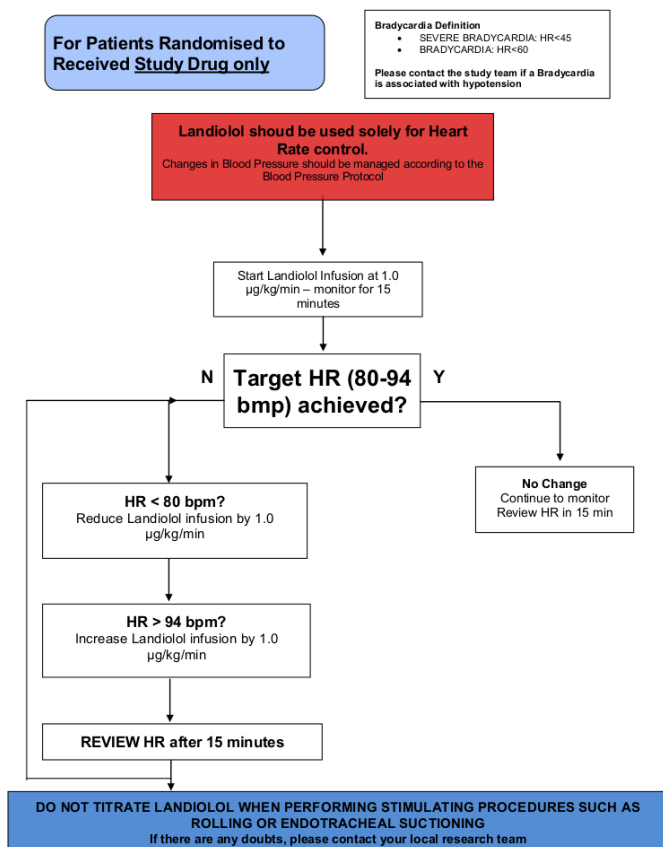 For Patients Randomised to
Received Study Drug only
Bradycardia Definition
• SEVERE BRADYCARDIA: HR<45
• BRADYCARDIA: HR<60
Please contact the study team if a Bradycardia
is associated with hypotension
Landiolol shoud be used solely for Heart
Rate control.
Changes in Blood Pressure should be managed according to the
Blood Pressure Protocol
Start Landiolol Infusion at 1.0
µg/kg/min – monitor for 15
minutes
N
Target HR (80-94
bmp) achieved?
Y
HR < 80 bpm?
Reduce Landiolol infusion by 1.0
µg/kg/min
No Change
Continue to monitor
Review HR in 15 min
HR > 94 bpm?
Increase Landiolol infusion by 1.0
µg/kg/min
REVIEW HR after 15 minutes
DO NOT TITRATE LANDIOLOL WHEN PERFORMING STIMULATING PROCEDURES SUCH AS
ROLLING OR ENDOTRACHEAL SUCTIONING
If there are any doubts, please contact your local research team